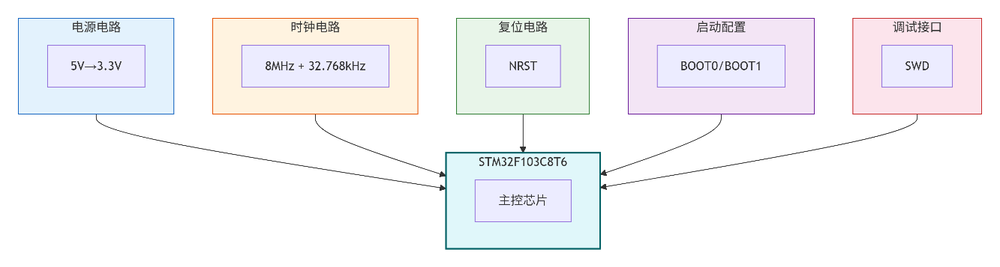 电源电路
5V→3.3V
时钟电路
8MHz + 32.768kHz
复位电路
NRST
启动配置
BOOT0/BOOT1
调试接口
SWD
STM32F103C8T6
主控芯片